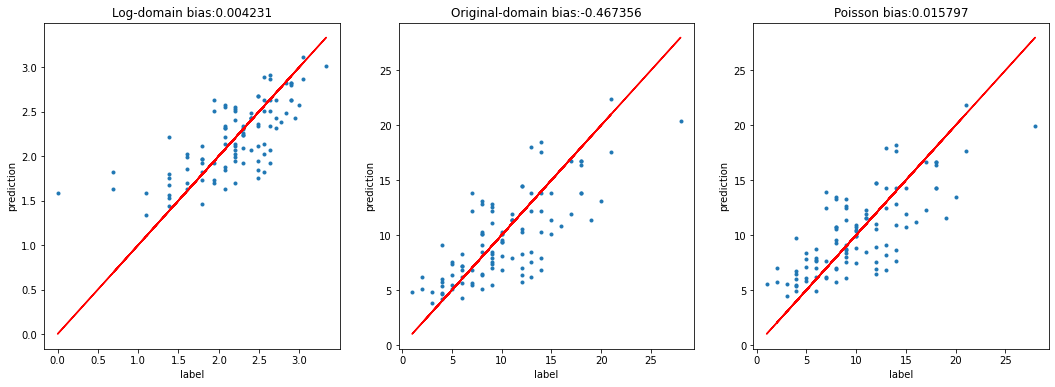 Log-domain bias:0.004231
3.0
2.5
2.0
1.5
1.0
0.5
0.0
prediction
0.0 0.5 1.0 1.5 2.0 2.5 3.0
label
Original-domain bias:-0.467356
25
20
15
10
5
0
prediction
0 5 10 15 20 25
label
Poisson bias:0.015797
25
20
15
10
5
0
prediction
0 5 10 15 20 25
label